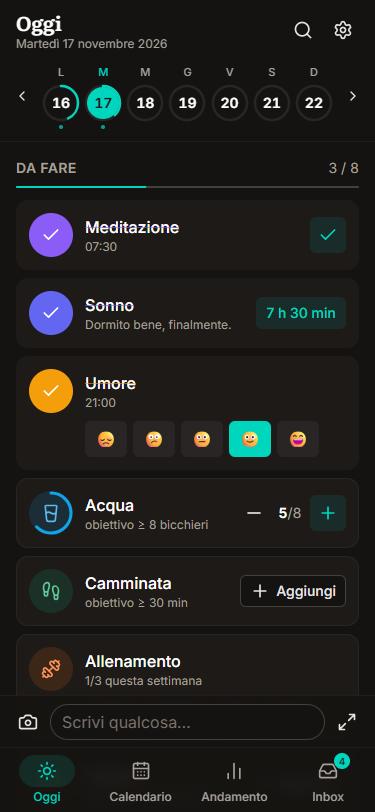 Oggi
Martedì 17 novembre 2026
L M M G V S D
16 17 18 19 20 21 22
DA FARE 3 / 8
Meditazione
07:30
Sonno
Dormito bene, finalmente.
7 h 30 min
Umore
21:00
Acqua
obiettivo ≥ 8 bicchieri
5/8
Camminata
obiettivo ≥ 30 min
Aggiungi
Allenamento
1/3 questa settimana
Scrivi qualcosa...
4
Oggi Calendario Andamento Inbox